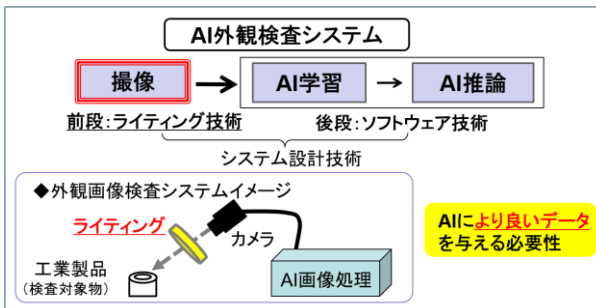 AI外観検査システム
撮像
AI学習
AI推論
前段:ライティング技術
後段:ソフトウェア技術
システム設計技術
◆外観画像検査システムイメージ
ライティング
カメラ
工業製品
(検査対象物)
AI画像処理
AIにより良いデータ
を与える必要性